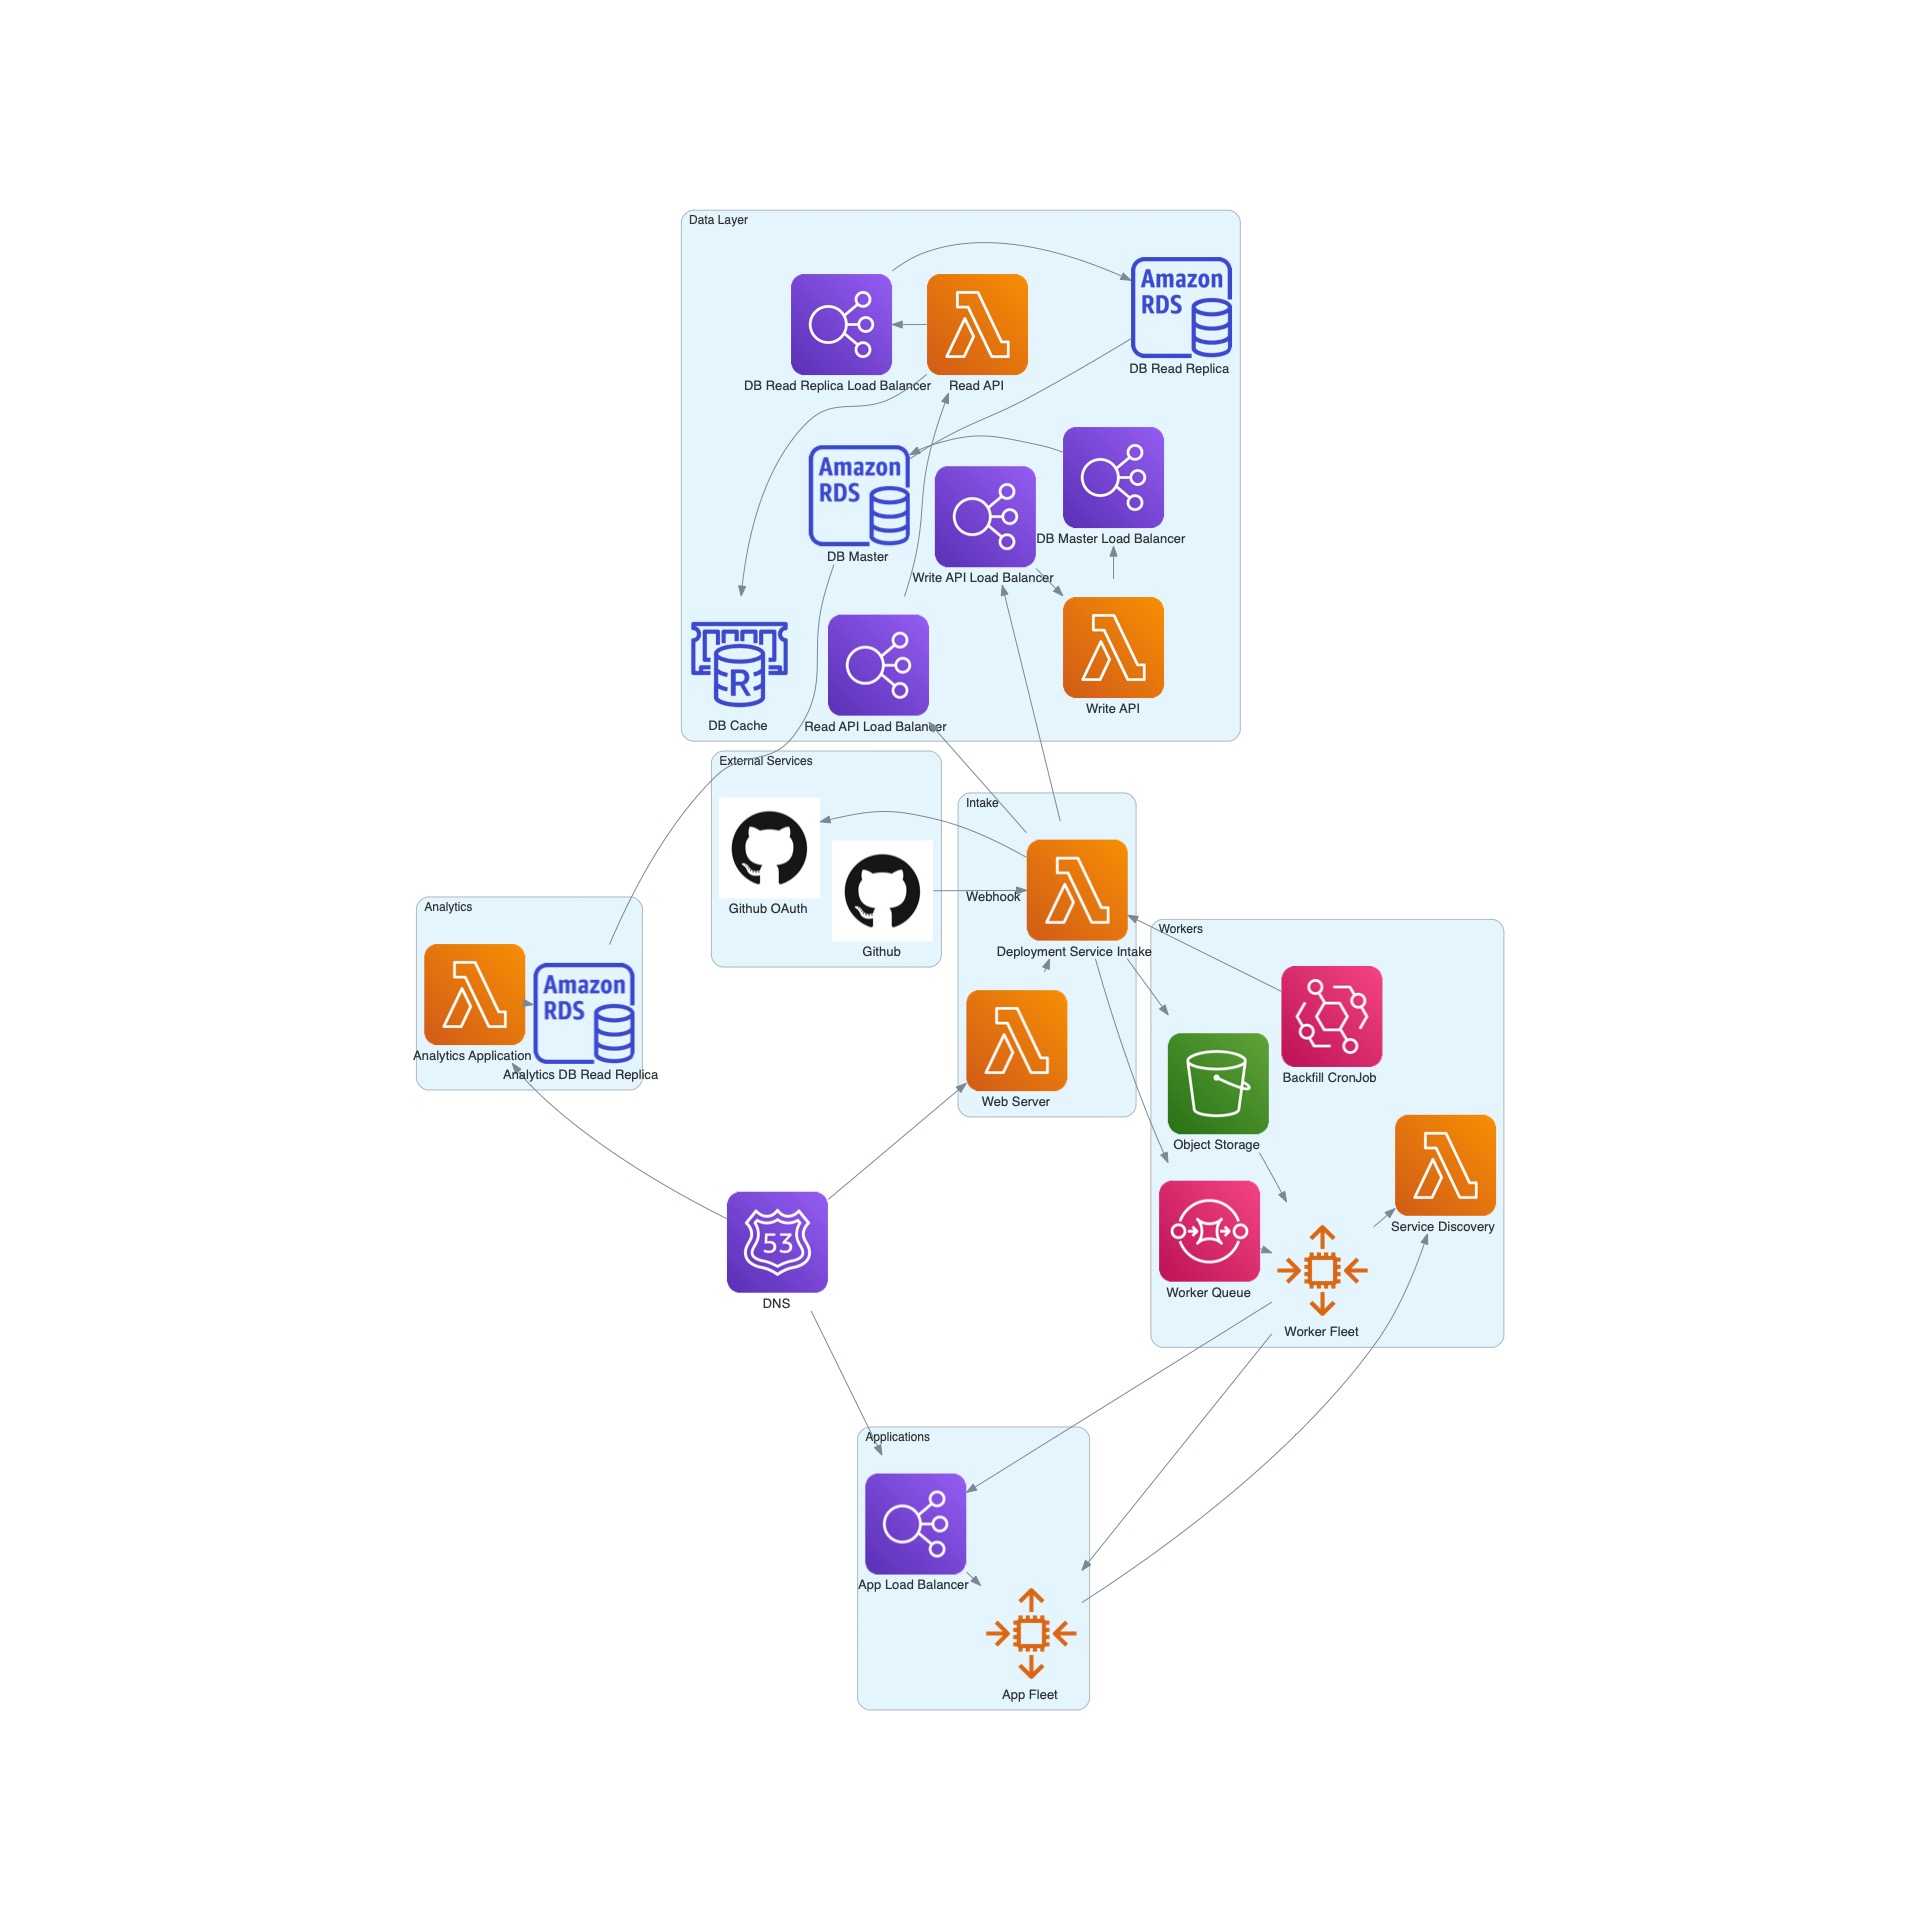 Data Layer
Amazon
RDS
DB Read Replica
DB Read Replica Load Balancer
Read API
Amazon
RDS
DB Master
DB Master Load Balancer
Write API Load Balancer
R
DB Cache
Read API Load Balancer
Write API
External Services
Github OAuth
Github
Intake
Webhook
Deployment Service Intake
Web Server
Analytics
Analytics Application
Amazon
RDS
Analytics DB Read Replica
Workers
Backfill CronJob
Object Storage
Service Discovery
Worker Queue
Worker Fleet
53
DNS
Applications
App Load Balancer
App Fleet